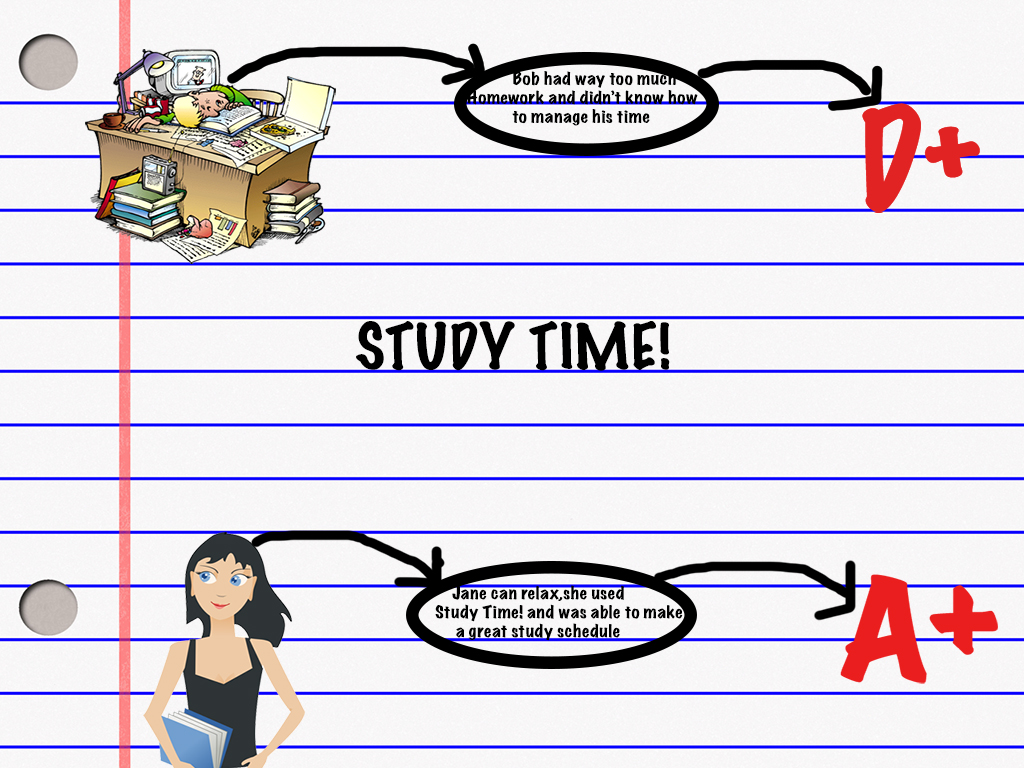 Bob had way too much
Homework and didn't know how
to manage his time
D+
STUDY TIME!
Jane can relax,she used
Study Time! and was able to make
a great study schedule
A+